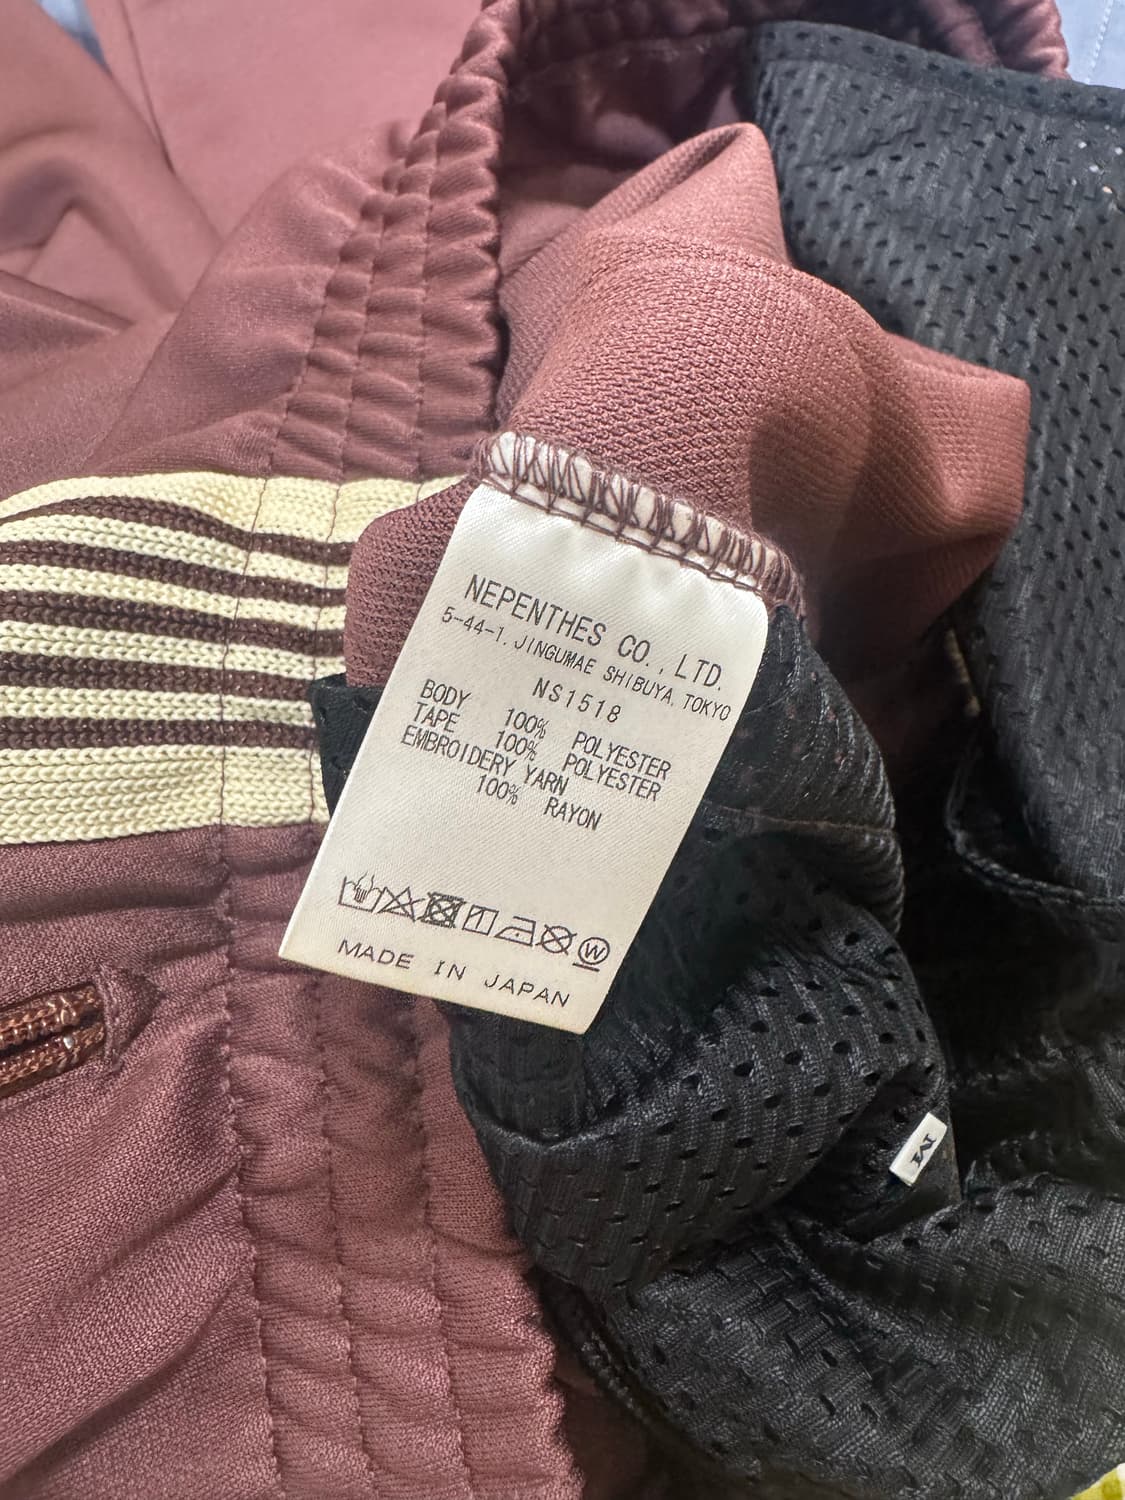 NEPENTHES CO., LTD.
5-44-1. JINGUMAE SHIBUYA, TOKYO
NS1518
BODY 100% POLYESTER
TAPE 100% POLYESTER
EMBROIDERY YARN
100% RAYON
W
MADE IN JAPAN
M